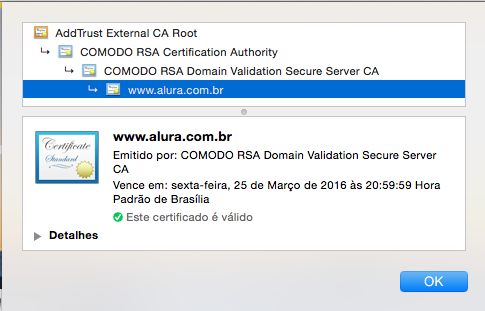 AddTrust External CA Root
COMODO RSA Certification Authority
COMODO RSA Domain Validation Secure Server CA
www.alura.com.br
Certificate
Standard
www.alura.com.br
Emitido por: COMODO RSA Domain Validation Secure Server
CA
Vence em: sexta-feira, 25 de Março de 2016 às 20:59:59 Hora
Padrão de Brasília
Este certificado é válido
Detalhes
OK